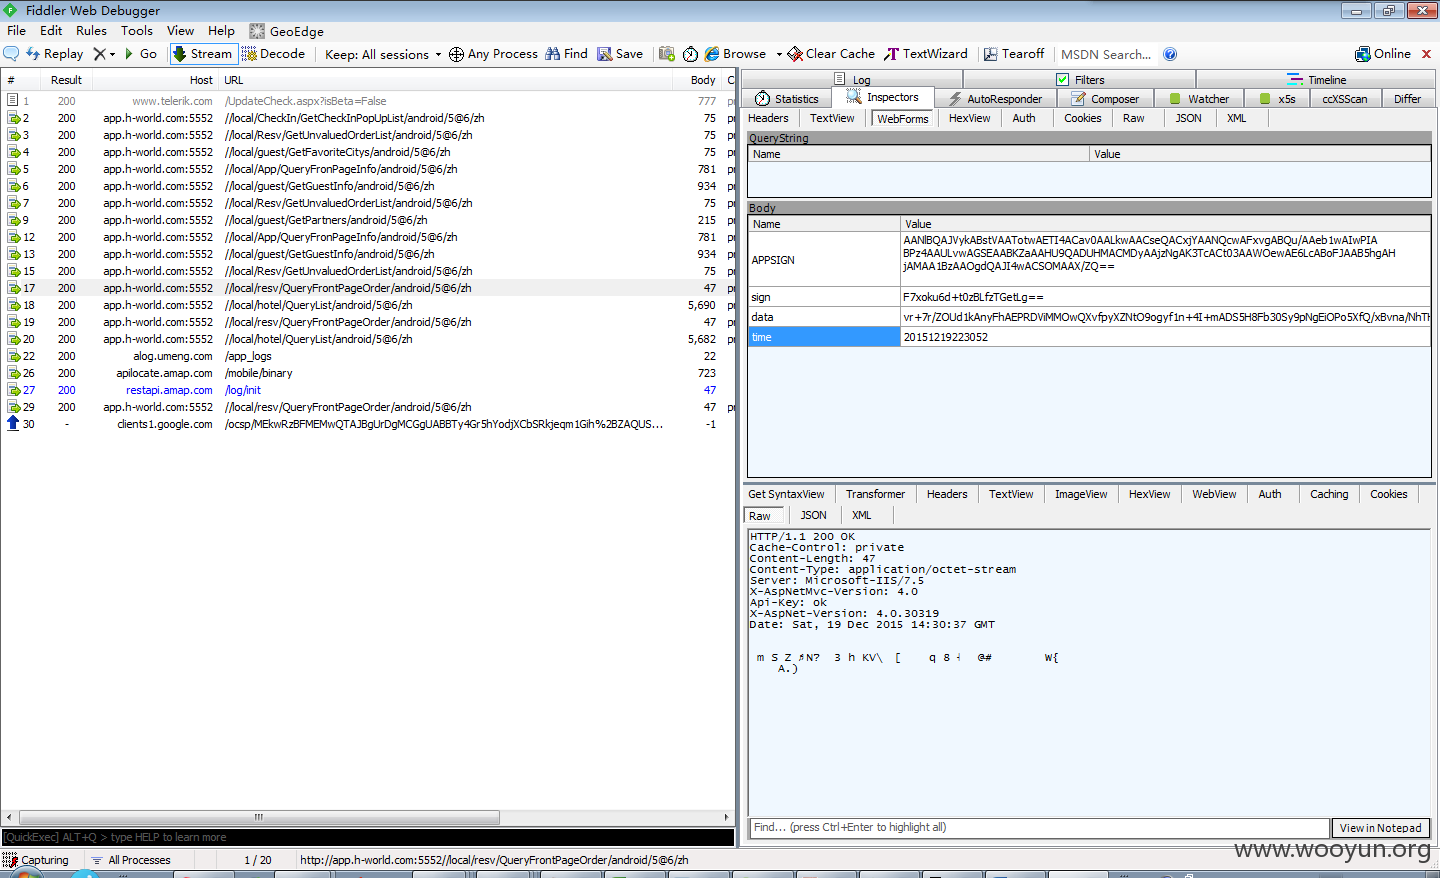 Fiddler Web Debugger
File Edit Rules Tools View Help GeoEdge
Replay Go Stream Decode Keep: All sessions Any Process Find Save Browse Clear Cache TextWizard Tearoff MSDN Search... Online
# Result Host URL Body C
1 200 www.telerik.com /UpdateCheck.aspx?isBeta=False 777 pr
2 200 app.h-world.com:5552 //local/CheckIn/GetCheckInPopUpList/android/5@6/zh 75 pr
3 200 app.h-world.com:5552 //local/Resv/GetUnvaluedOrderList/android/5@6/zh 75 pr
4 200 app.h-world.com:5552 //local/guest/GetFavoriteCitys/android/5@6/zh 75 pr
5 200 app.h-world.com:5552 //local/App/QueryFronPageInfo/android/5@6/zh 781 pr
6 200 app.h-world.com:5552 //local/guest/GetGuestInfo/android/5@6/zh 934 pr
7 200 app.h-world.com:5552 //local/Resv/GetUnvaluedOrderList/android/5@6/zh 75 pr
9 200 app.h-world.com:5552 //local/guest/GetPartners/android/5@6/zh 215 pr
12 200 app.h-world.com:5552 //local/App/QueryFronPageInfo/android/5@6/zh 781 pr
13 200 app.h-world.com:5552 //local/guest/GetGuestInfo/android/5@6/zh 934 pr
15 200 app.h-world.com:5552 //local/Resv/GetUnvaluedOrderList/android/5@6/zh 75 pr
17 200 app.h-world.com:5552 //local/resv/QueryFrontPageOrder/android/5@6/zh 47 pr
18 200 app.h-world.com:5552 //local/hotel/QueryList/android/5@6/zh 5,690 pr
19 200 app.h-world.com:5552 //local/resv/QueryFrontPageOrder/android/5@6/zh 47 pr
20 200 app.h-world.com:5552 //local/hotel/QueryList/android/5@6/zh 5,682 pr
22 200 alog.umeng.com /app_logs 22
26 200 apilocate.amap.com /mobile/binary 723
27 200 restapi.amap.com /log/init 47
29 200 app.h-world.com:5552 //local/resv/QueryFrontPageOrder/android/5@6/zh 47 pr
30 - clients1.google.com /ocsp/MEkwRzBFMEMwQTAJBgUrDgMCGgUABBTy4Gr5hYodjXCbSRkjeqm1Gih%2BZAQUS... -1
[QuickExec] ALT+Q > type HELP to learn more
Capturing All Processes 1 / 20 http://app.h-world.com:5552//local/resv/QueryFrontPageOrder/android/5@6/zh
Log Filters Timeline
Statistics Inspectors AutoResponder Composer Watcher x5s ccXSScan Differ
Headers TextView WebForms HexView Auth Cookies Raw JSON XML
QueryString
Name Value
Body
Name Value
APPSIGN
AANlBQAJVykABstVAATotwAETI4ACav0AALkwAACseQACxjYAANQcwAFxvgABQu/AAeb1wAIwPIA
BPz4AAULvwAGSEAABKZaAAHU9QADUHMACMDyAAjzNgAK3TcACt03AAWOewAE6LcABoFJAAB5hgAH
jAMAA1BzAAOgdQAJI4wACSOMAAX/ZQ==
sign F7xoku6d+t0zBLfzTGetLg==
data vr+7r/ZOUd1kAnyFhAEPRDViMMOwQXvfpyXZNtO9ogyf1n+4I+mADS5H8Fb30Sy9pNgEiOPo5XfQ/xBvna/NhTH
time 20151219223052
Get SyntaxView Transformer Headers TextView ImageView HexView WebView Auth Caching Cookies
Raw JSON XML
HTTP/1.1 200 OK
Cache-Control: private
Content-Length: 47
Content-Type: application/octet-stream
Server: Microsoft-IIS/7.5
X-AspNetMvc-Version: 4.0
Api-Key: ok
X-AspNet-Version: 4.0.30319
Date: Sat, 19 Dec 2015 14:30:37 GMT
m S Z ♬N? 3 h KV\ [ q 8 ┤ @# W{
A.)
Find... (press Ctrl+Enter to highlight all) View in Notepad
www.wooyun.org